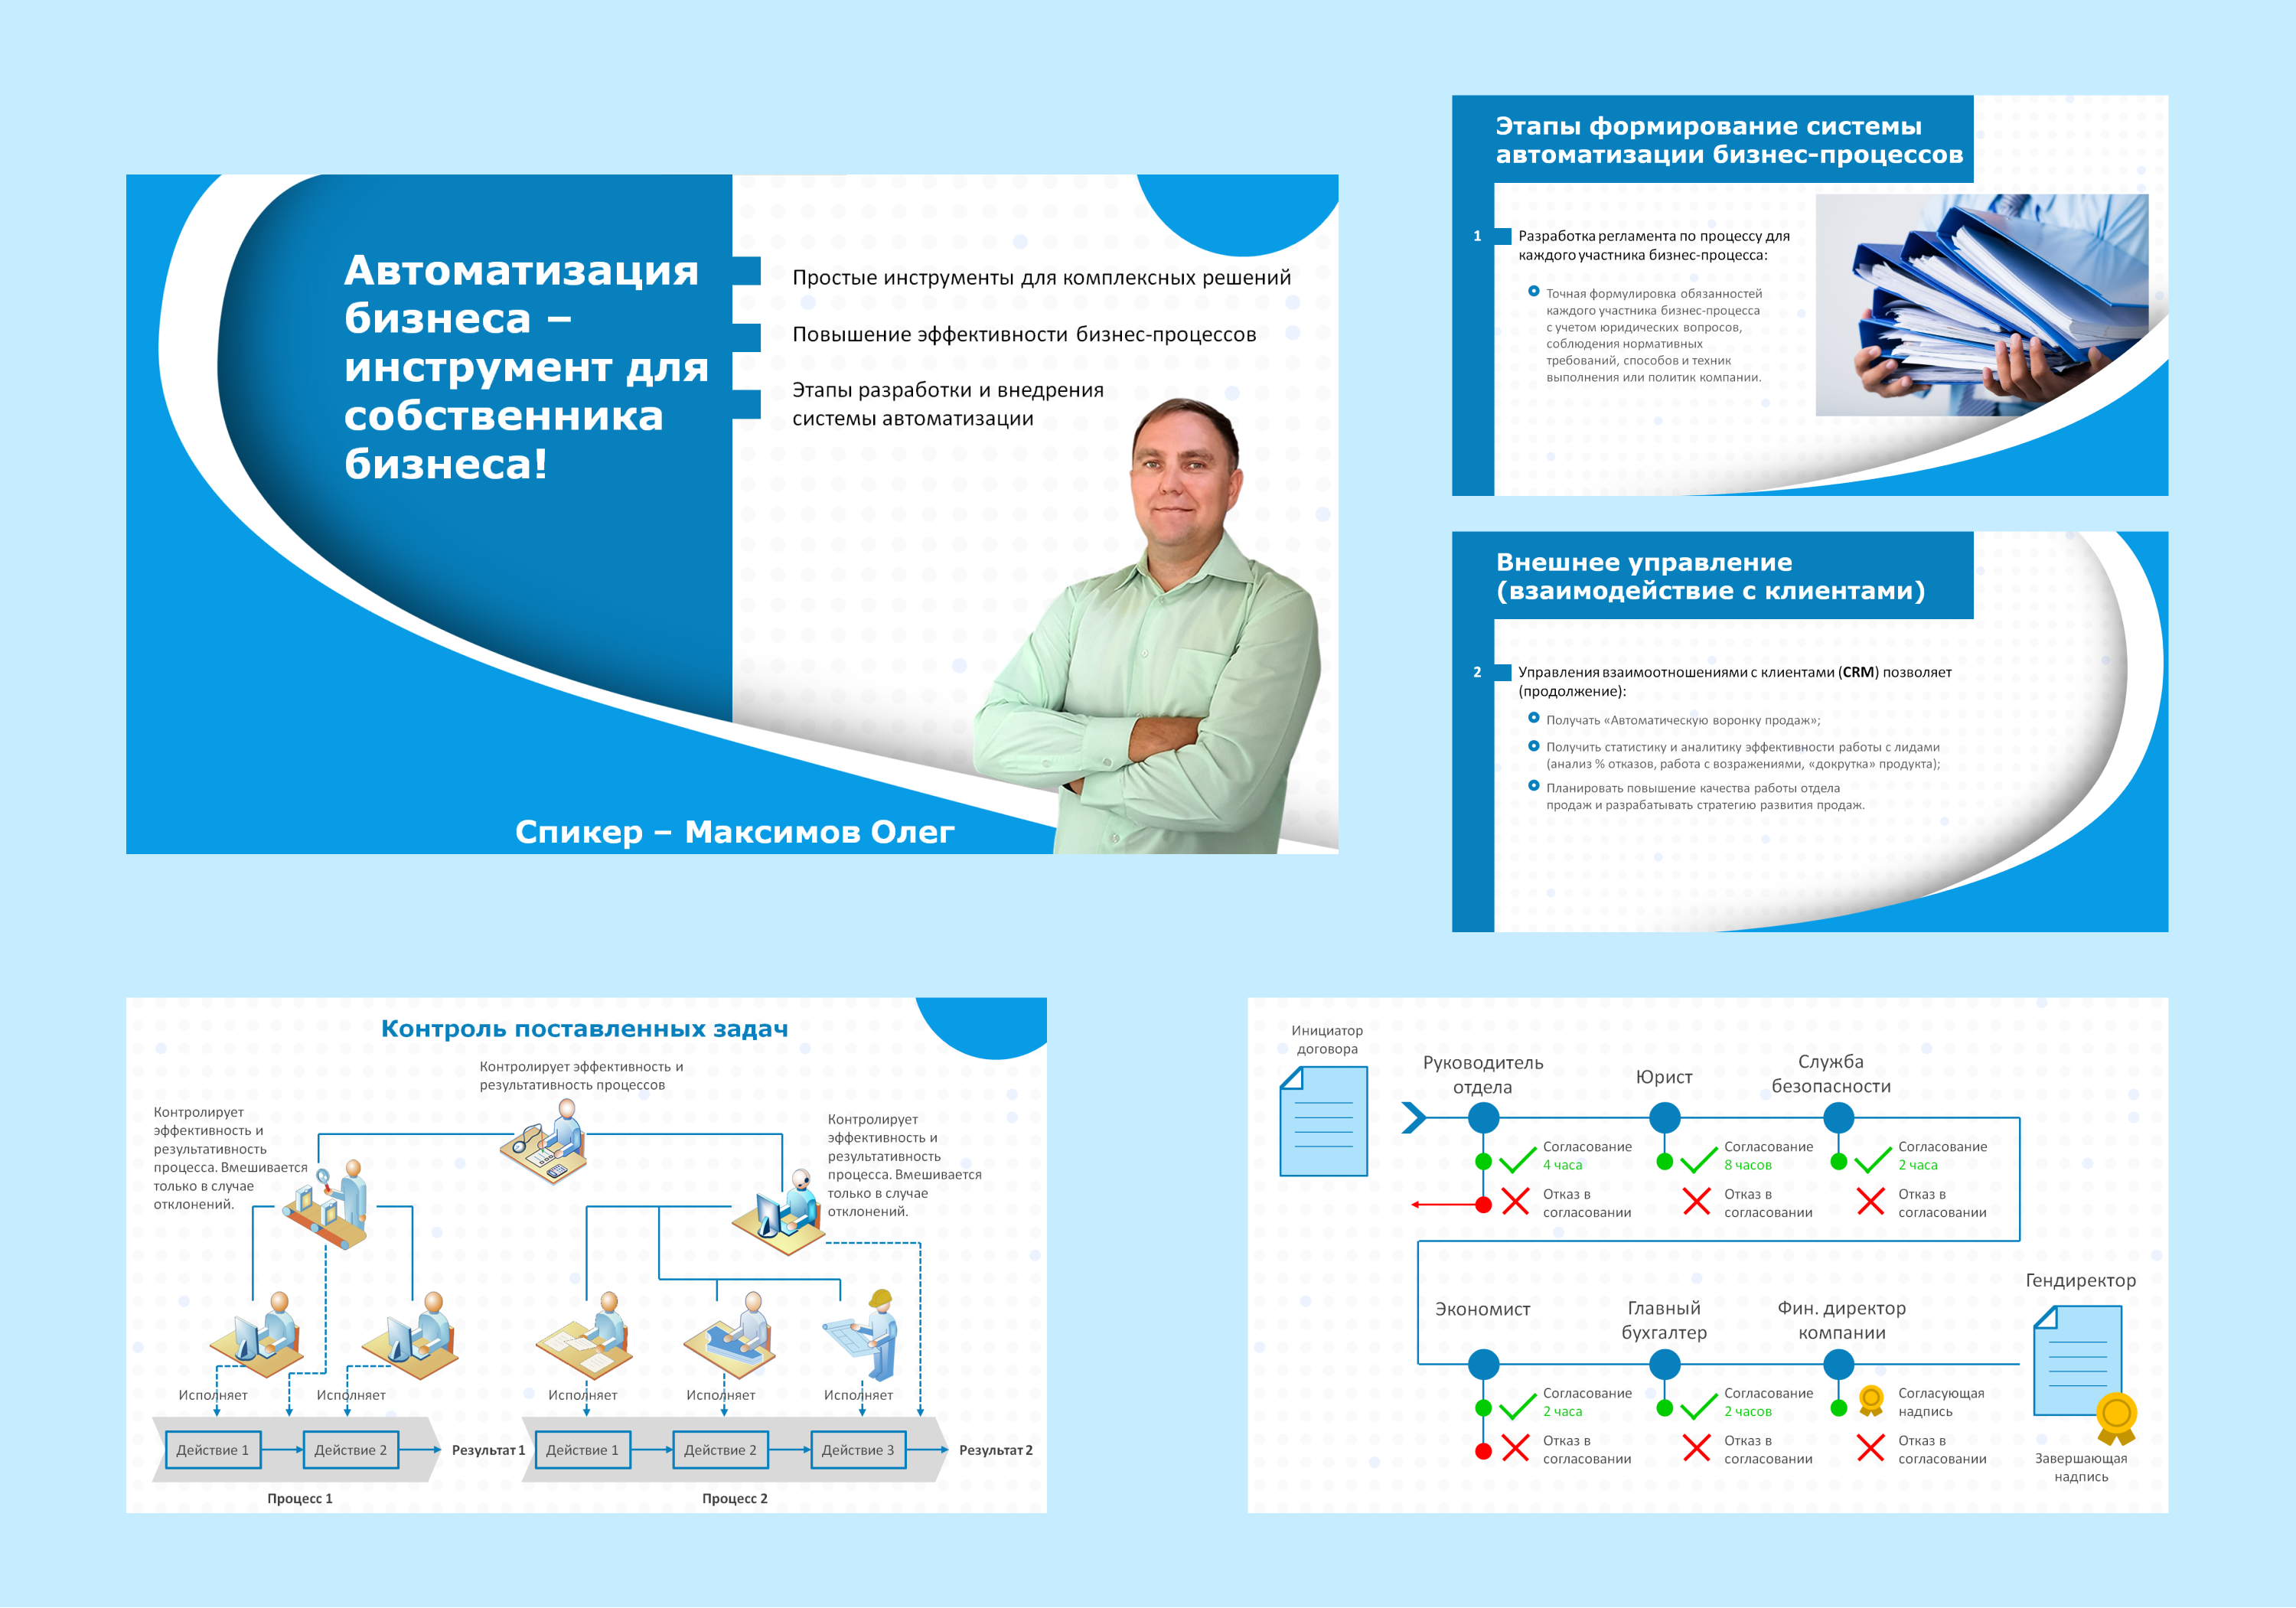 Автоматизация
бизнеса –
инструмент для
собственника
бизнеса!
Простые инструменты для комплексных решений
Повышение эффективности бизнес-процессов
Этапы разработки и внедрения
системы автоматизации
Спикер – Максимов Олег
Этапы формирование системы
автоматизации бизнес-процессов
1
Разработка регламента по процессу для
каждого участника бизнес-процесса:
Точная формулировка обязанностей
каждого участника бизнес-процесса
с учетом юридических вопросов,
соблюдения нормативных
требований, способов и техник
выполнения или политик компании.
Внешнее управление
(взаимодействие с клиентами)
2
Управления взаимоотношениями с клиентами (CRM) позволяет
(продолжение):
Получать «Автоматическую воронку продаж»;
Получить статистику и аналитику эффективности работы с лидами
(анализ % отказов, работа с возражениями, «докрутка» продукта);
Планировать повышение качества работы отдела
продаж и разрабатывать стратегию развития продаж.
Контроль поставленных задач
Контролирует эффективность и
результативность процессов
Контролирует
эффективность и
результативность
процесса. Вмешивается
только в случае
отклонений.
Контролирует
эффективность и
результативность
процесса. Вмешивается
только в случае
отклонений.
Исполняет
Исполняет
Исполняет
Исполняет
Исполняет
Действие 1
Действие 2
Результат 1
Действие 1
Действие 2
Действие 3
Результат 2
Процесс 1
Процесс 2
Инициатор
договора
Руководитель
отдела
Юрист
Служба
безопасности
Согласование
4 часа
Согласование
8 часов
Согласование
2 часа
Отказ в
согласовании
Отказ в
согласовании
Отказ в
согласовании
Гендиректор
Экономист
Главный
бухгалтер
Фин. директор
компании
Согласование
2 часа
Согласование
2 часов
Согласующая
надпись
Отказ в
согласовании
Отказ в
согласовании
Отказ в
согласовании
Завершающая
надпись